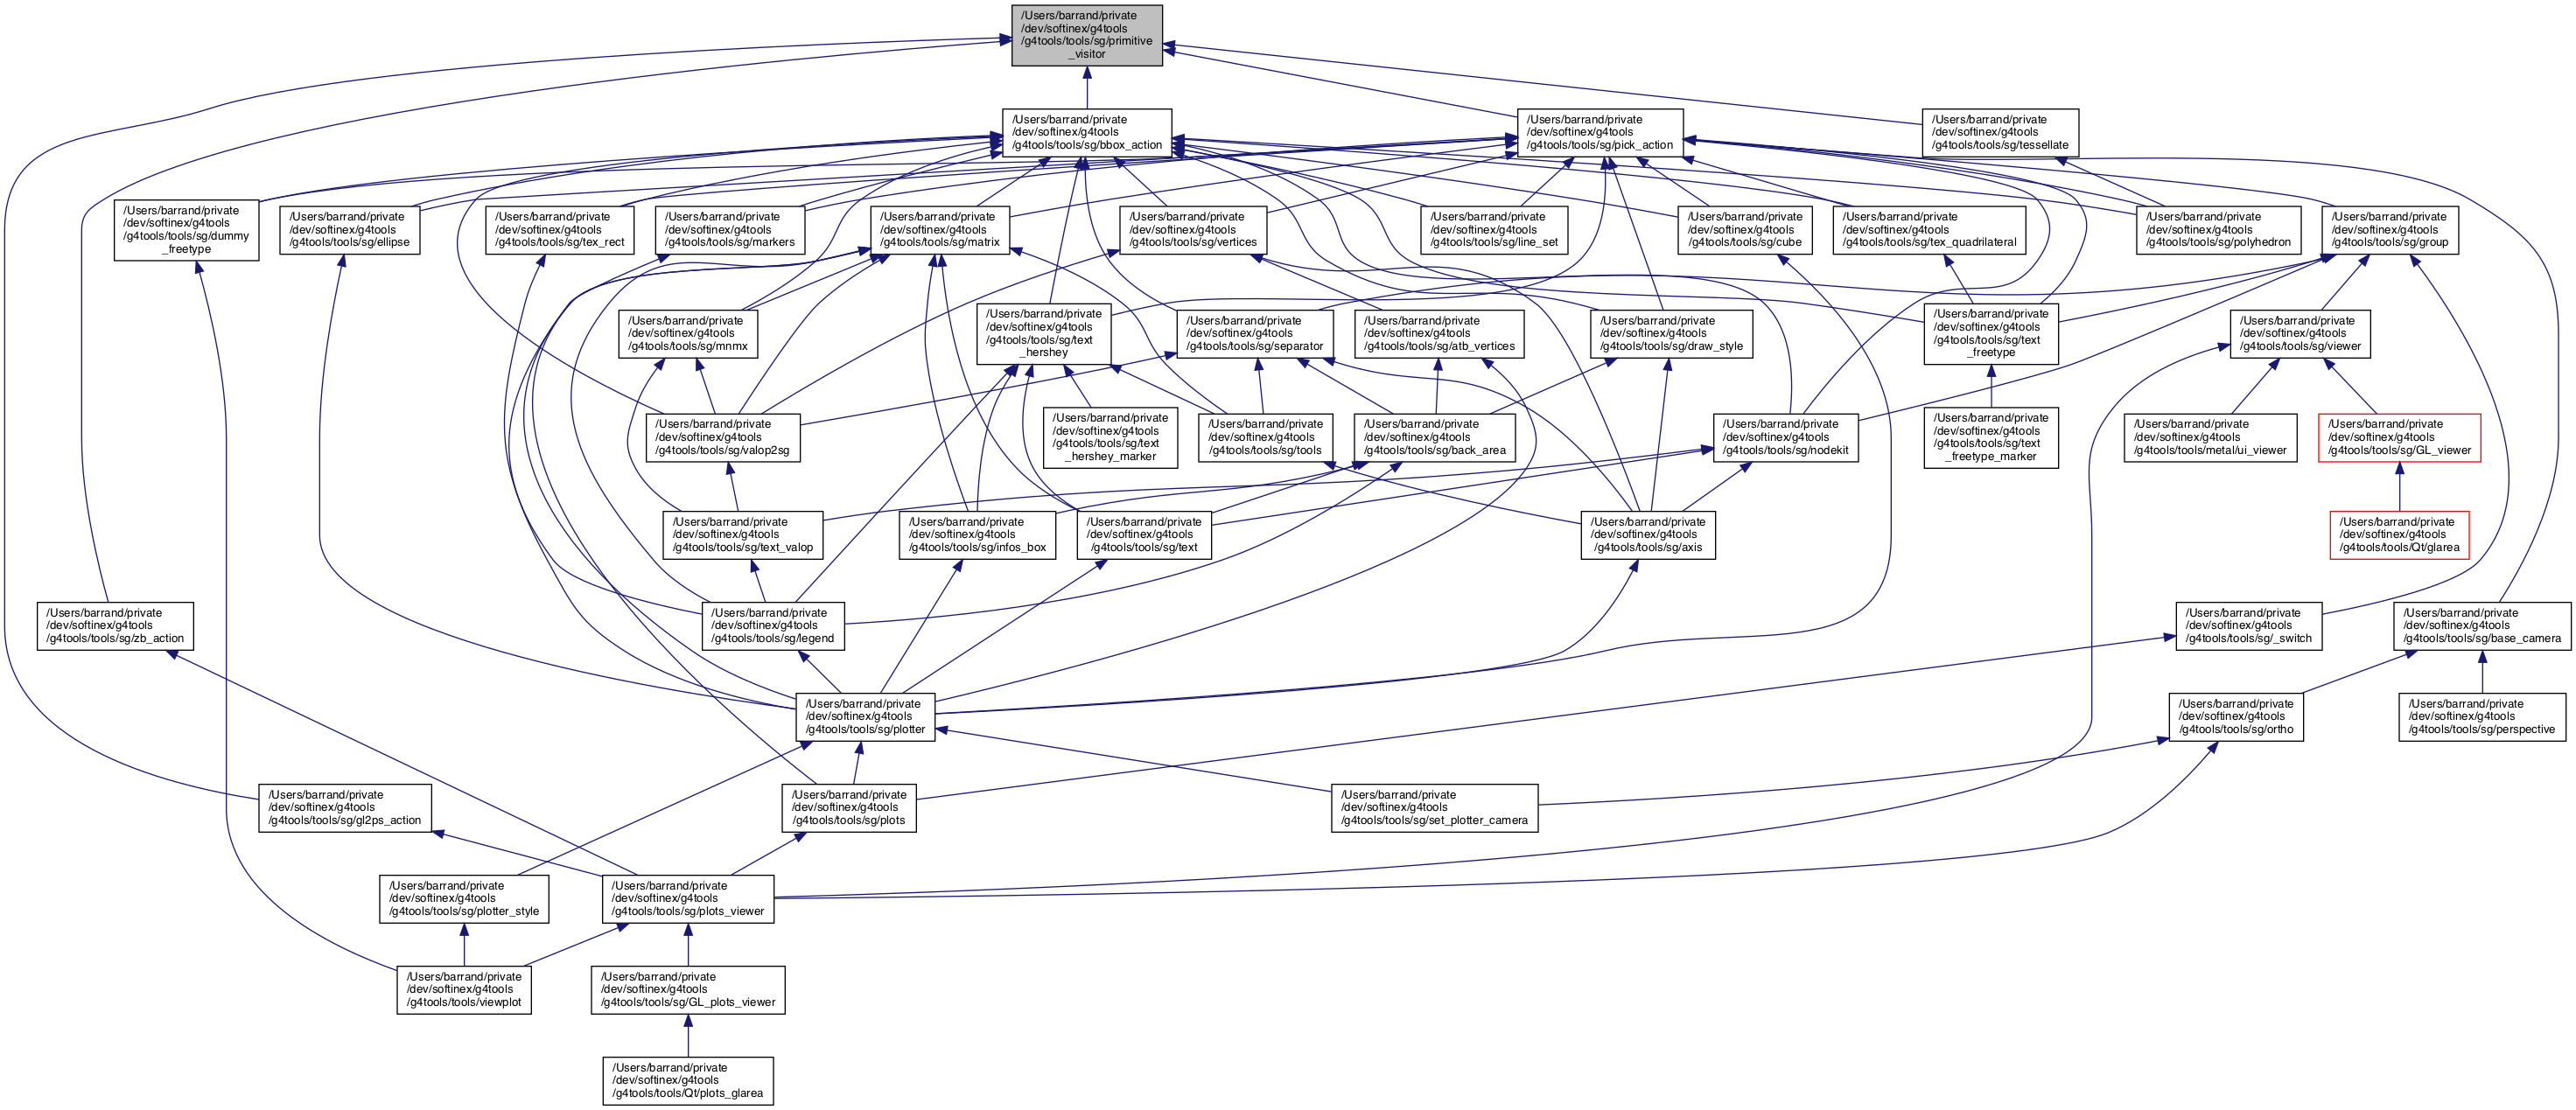 /Users/barrand/private
/dev/softinex/g4tools
/g4tools/tools/sg/primitive
_visitor
/Users/barrand/private
/dev/softinex/g4tools
/g4tools/tools/sg/bbox_action
/Users/barrand/private
/dev/softinex/g4tools
/g4tools/tools/sg/pick_action
/Users/barrand/private
/dev/softinex/g4tools
/g4tools/tools/sg/tessellate
/Users/barrand/private
/dev/softinex/g4tools
/g4tools/tools/sg/dummy
_freetype
/Users/barrand/private
/dev/softinex/g4tools
/g4tools/tools/sg/ellipse
/Users/barrand/private
/dev/softinex/g4tools
/g4tools/tools/sg/tex_rect
/Users/barrand/private
/dev/softinex/g4tools
/g4tools/tools/sg/markers
/Users/barrand/private
/dev/softinex/g4tools
/g4tools/tools/sg/matrix
/Users/barrand/private
/dev/softinex/g4tools
/g4tools/tools/sg/vertices
/Users/barrand/private
/dev/softinex/g4tools
/g4tools/tools/sg/line_set
/Users/barrand/private
/dev/softinex/g4tools
/g4tools/tools/sg/cube
/Users/barrand/private
/dev/softinex/g4tools
/g4tools/tools/sg/tex_quadrilateral
/Users/barrand/private
/dev/softinex/g4tools
/g4tools/tools/sg/polyhedron
/Users/barrand/private
/dev/softinex/g4tools
/g4tools/tools/sg/group
/Users/barrand/private
/dev/softinex/g4tools
/g4tools/tools/sg/mnmx
/Users/barrand/private
/dev/softinex/g4tools
/g4tools/tools/sg/text
_hershey
/Users/barrand/private
/dev/softinex/g4tools
/g4tools/tools/sg/separator
/Users/barrand/private
/dev/softinex/g4tools
/g4tools/tools/sg/atb_vertices
/Users/barrand/private
/dev/softinex/g4tools
/g4tools/tools/sg/draw_style
/Users/barrand/private
/dev/softinex/g4tools
/g4tools/tools/sg/text
_freetype
/Users/barrand/private
/dev/softinex/g4tools
/g4tools/tools/sg/viewer
/Users/barrand/private
/dev/softinex/g4tools
/g4tools/tools/sg/valop2sg
/Users/barrand/private
/dev/softinex/g4tools
/g4tools/tools/sg/text
_hershey_marker
/Users/barrand/private
/dev/softinex/g4tools
/g4tools/tools/sg/tools
/Users/barrand/private
/dev/softinex/g4tools
/g4tools/tools/sg/back_area
/Users/barrand/private
/dev/softinex/g4tools
/g4tools/tools/sg/nodekit
/Users/barrand/private
/dev/softinex/g4tools
/g4tools/tools/sg/text
_freetype_marker
/Users/barrand/private
/dev/softinex/g4tools
/g4tools/tools/metal/ui_viewer
/Users/barrand/private
/dev/softinex/g4tools
/g4tools/tools/sg/GL_viewer
/Users/barrand/private
/dev/softinex/g4tools
/g4tools/tools/sg/text_valop
/Users/barrand/private
/dev/softinex/g4tools
/g4tools/tools/sg/infos_box
/Users/barrand/private
/dev/softinex/g4tools
/g4tools/tools/sg/text
/Users/barrand/private
/dev/softinex/g4tools
/g4tools/tools/sg/axis
/Users/barrand/private
/dev/softinex/g4tools
/g4tools/tools/Qt/glarea
/Users/barrand/private
/dev/softinex/g4tools
/g4tools/tools/sg/zb_action
/Users/barrand/private
/dev/softinex/g4tools
/g4tools/tools/sg/legend
/Users/barrand/private
/dev/softinex/g4tools
/g4tools/tools/sg/_switch
/Users/barrand/private
/dev/softinex/g4tools
/g4tools/tools/sg/base_camera
/Users/barrand/private
/dev/softinex/g4tools
/g4tools/tools/sg/plotter
/Users/barrand/private
/dev/softinex/g4tools
/g4tools/tools/sg/ortho
/Users/barrand/private
/dev/softinex/g4tools
/g4tools/tools/sg/perspective
/Users/barrand/private
/dev/softinex/g4tools
/g4tools/tools/sg/gl2ps_action
/Users/barrand/private
/dev/softinex/g4tools
/g4tools/tools/sg/plots
/Users/barrand/private
/dev/softinex/g4tools
/g4tools/tools/sg/set_plotter_camera
/Users/barrand/private
/dev/softinex/g4tools
/g4tools/tools/sg/plotter_style
/Users/barrand/private
/dev/softinex/g4tools
/g4tools/tools/sg/plots_viewer
/Users/barrand/private
/dev/softinex/g4tools
/g4tools/tools/viewplot
/Users/barrand/private
/dev/softinex/g4tools
/g4tools/tools/sg/GL_plots_viewer
/Users/barrand/private
/dev/softinex/g4tools
/g4tools/tools/Qt/plots_glarea